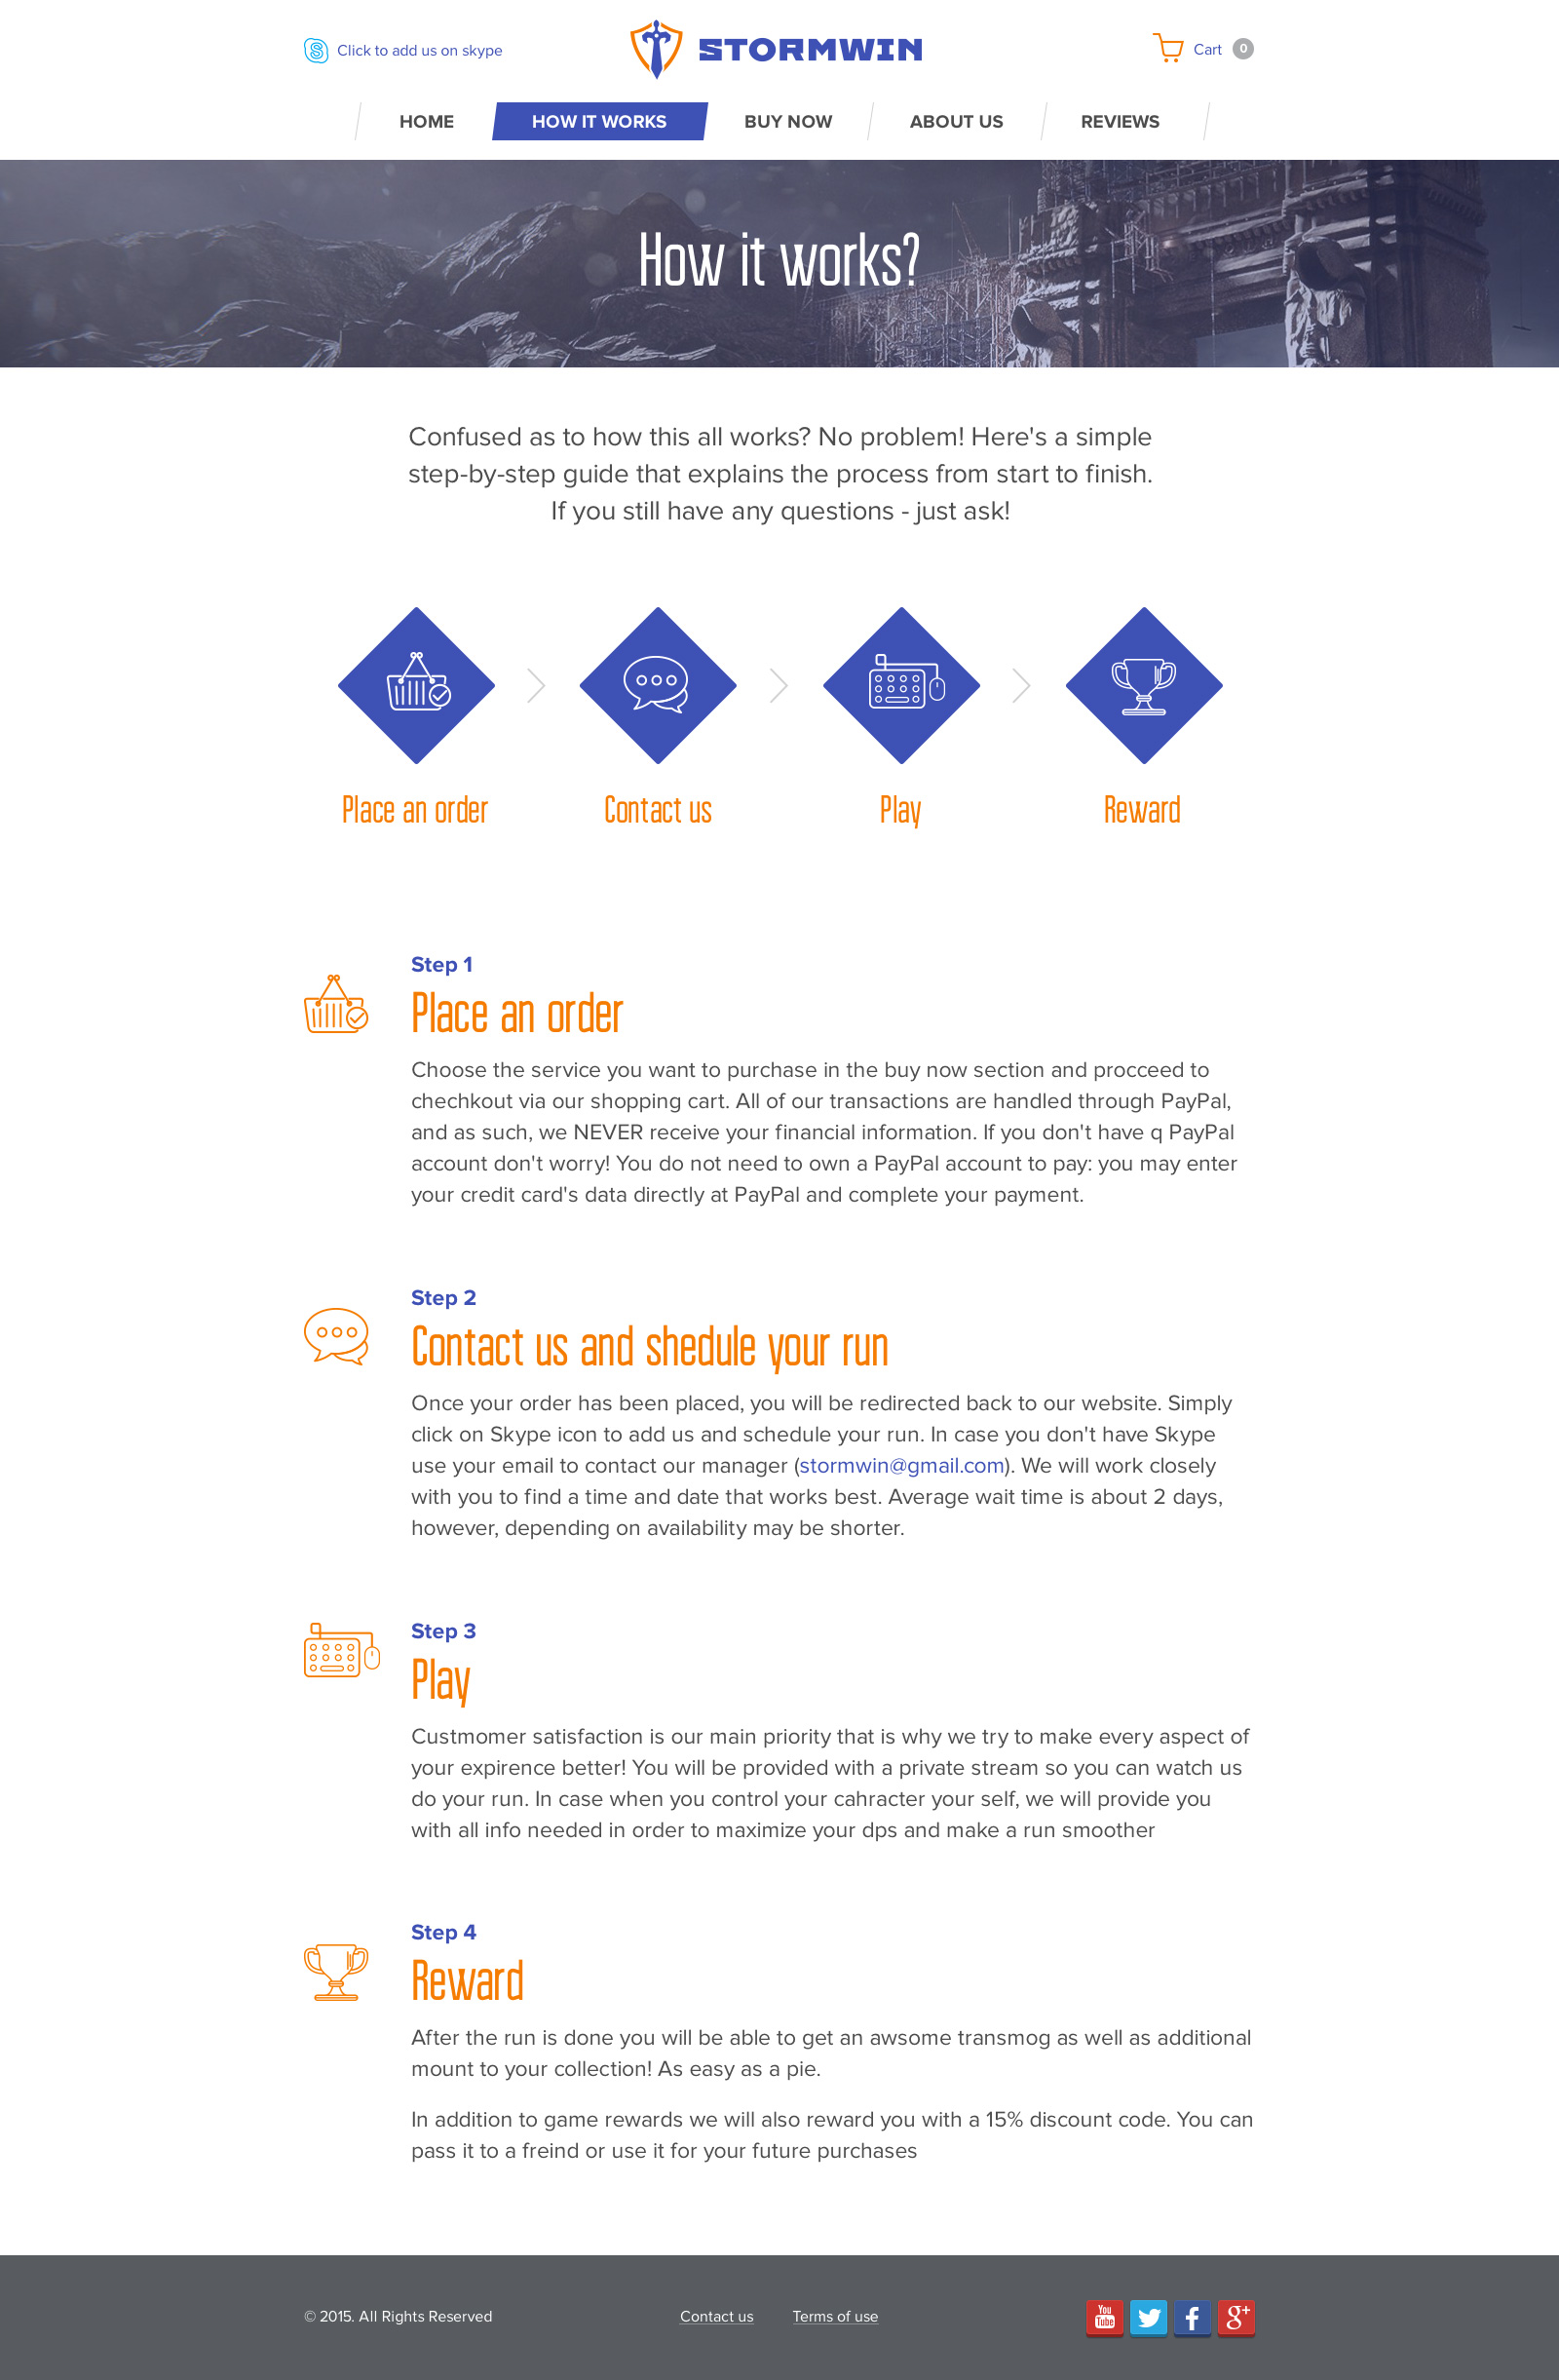 Click to add us on skype
STORMWIN
Cart 0
HOME
HOW IT WORKS
BUY NOW
ABOUT US
REVIEWS
How it works?
Confused as to how this all works? No problem! Here's a simple
step-by-step guide that explains the process from start to finish.
If you still have any questions - just ask!
Place an order
Contact us
Play
Reward
Step 1
Place an order
Choose the service you want to purchase in the buy now section and procceed to
chechkout via our shopping cart. All of our transactions are handled through PayPal,
and as such, we NEVER receive your financial information. If you don't have q PayPal
account don't worry! You do not need to own a PayPal account to pay: you may enter
your credit card's data directly at PayPal and complete your payment.
Step 2
Contact us and shedule your run
Once your order has been placed, you will be redirected back to our website. Simply
click on Skype icon to add us and schedule your run. In case you don't have Skype
use your email to contact our manager (stormwin@gmail.com). We will work closely
with you to find a time and date that works best. Average wait time is about 2 days,
however, depending on availability may be shorter.
Step 3
Play
Custmomer satisfaction is our main priority that is why we try to make every aspect of
your expirence better! You will be provided with a private stream so you can watch us
do your run. In case when you control your cahracter your self, we will provide you
with all info needed in order to maximize your dps and make a run smoother
Step 4
Reward
After the run is done you will be able to get an awsome transmog as well as additional
mount to your collection! As easy as a pie.
In addition to game rewards we will also reward you with a 15% discount code. You can
pass it to a freind or use it for your future purchases
© 2015. All Rights Reserved
Contact us
Terms of use
You
Tube
f
g+